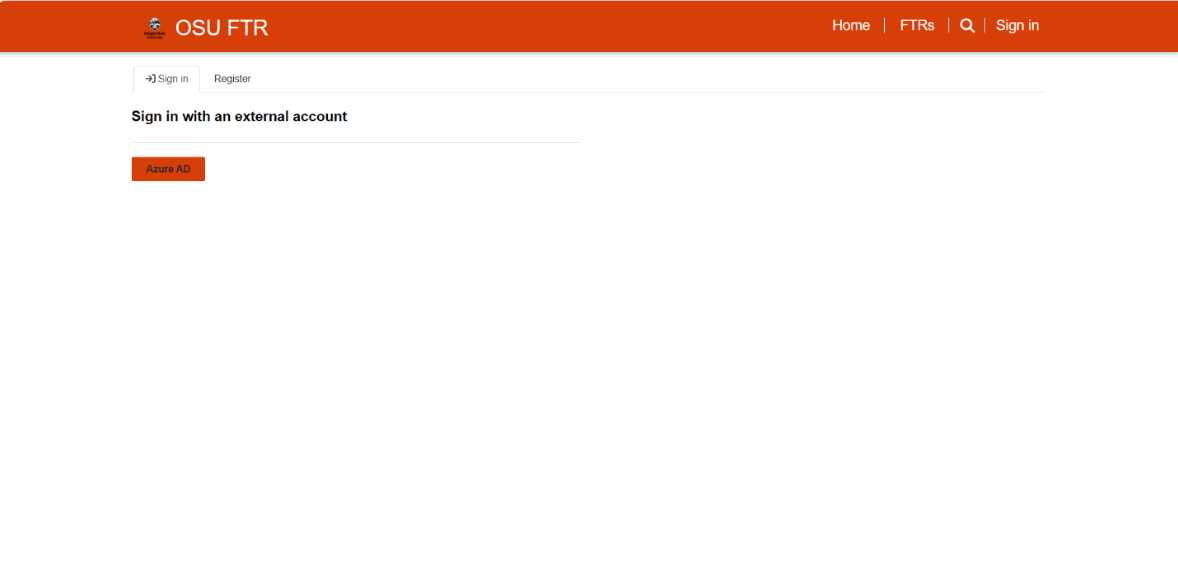 OSU FTR
Home | FTRs | Sign in
Sign in
Register
Sign in with an external account
Azure AD